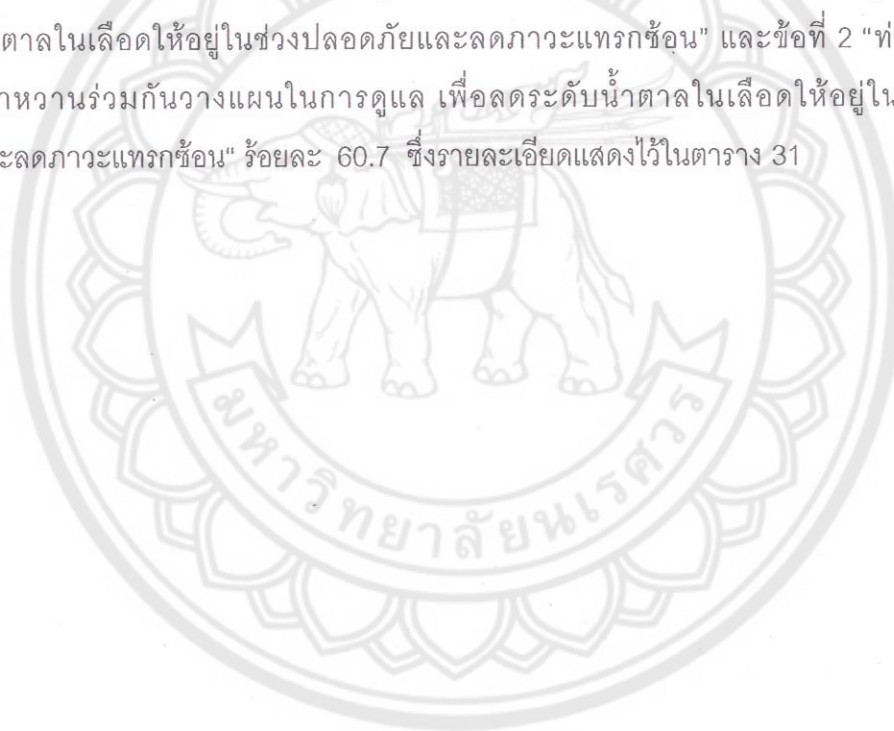 ตาลในเลือดให้อยู่ในช่วงปลอดภัยและลดภาวะแทรกซ้อน" และข้อที่ 2 "ท่
าหวานร่วมกันวางแผนในการดูแล เพื่อลดระดับน้ำตาลในเลือดให้อยู่ใน
ะลดภาวะแทรกซ้อน" ร้อยละ 60.7 ซึ่งรายละเอียดแสดงไว้ในตาราง 31
มหาวิทยาลัยนเรศวร